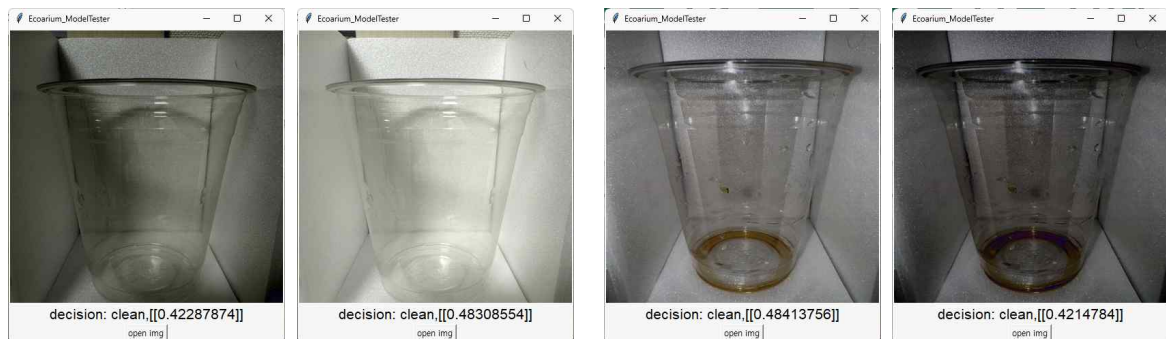 Ecoarium_ModelTester
decision: clean,[[0.42287874]]
open img
Ecoarium_ModelTester
decision: clean,[[0.48308554]]
open img
Ecoarium_ModelTester
decision: clean,[[0.48413756]]
open img
Ecoarium_ModelTester
decision: clean,[[0.4214784]]
open img